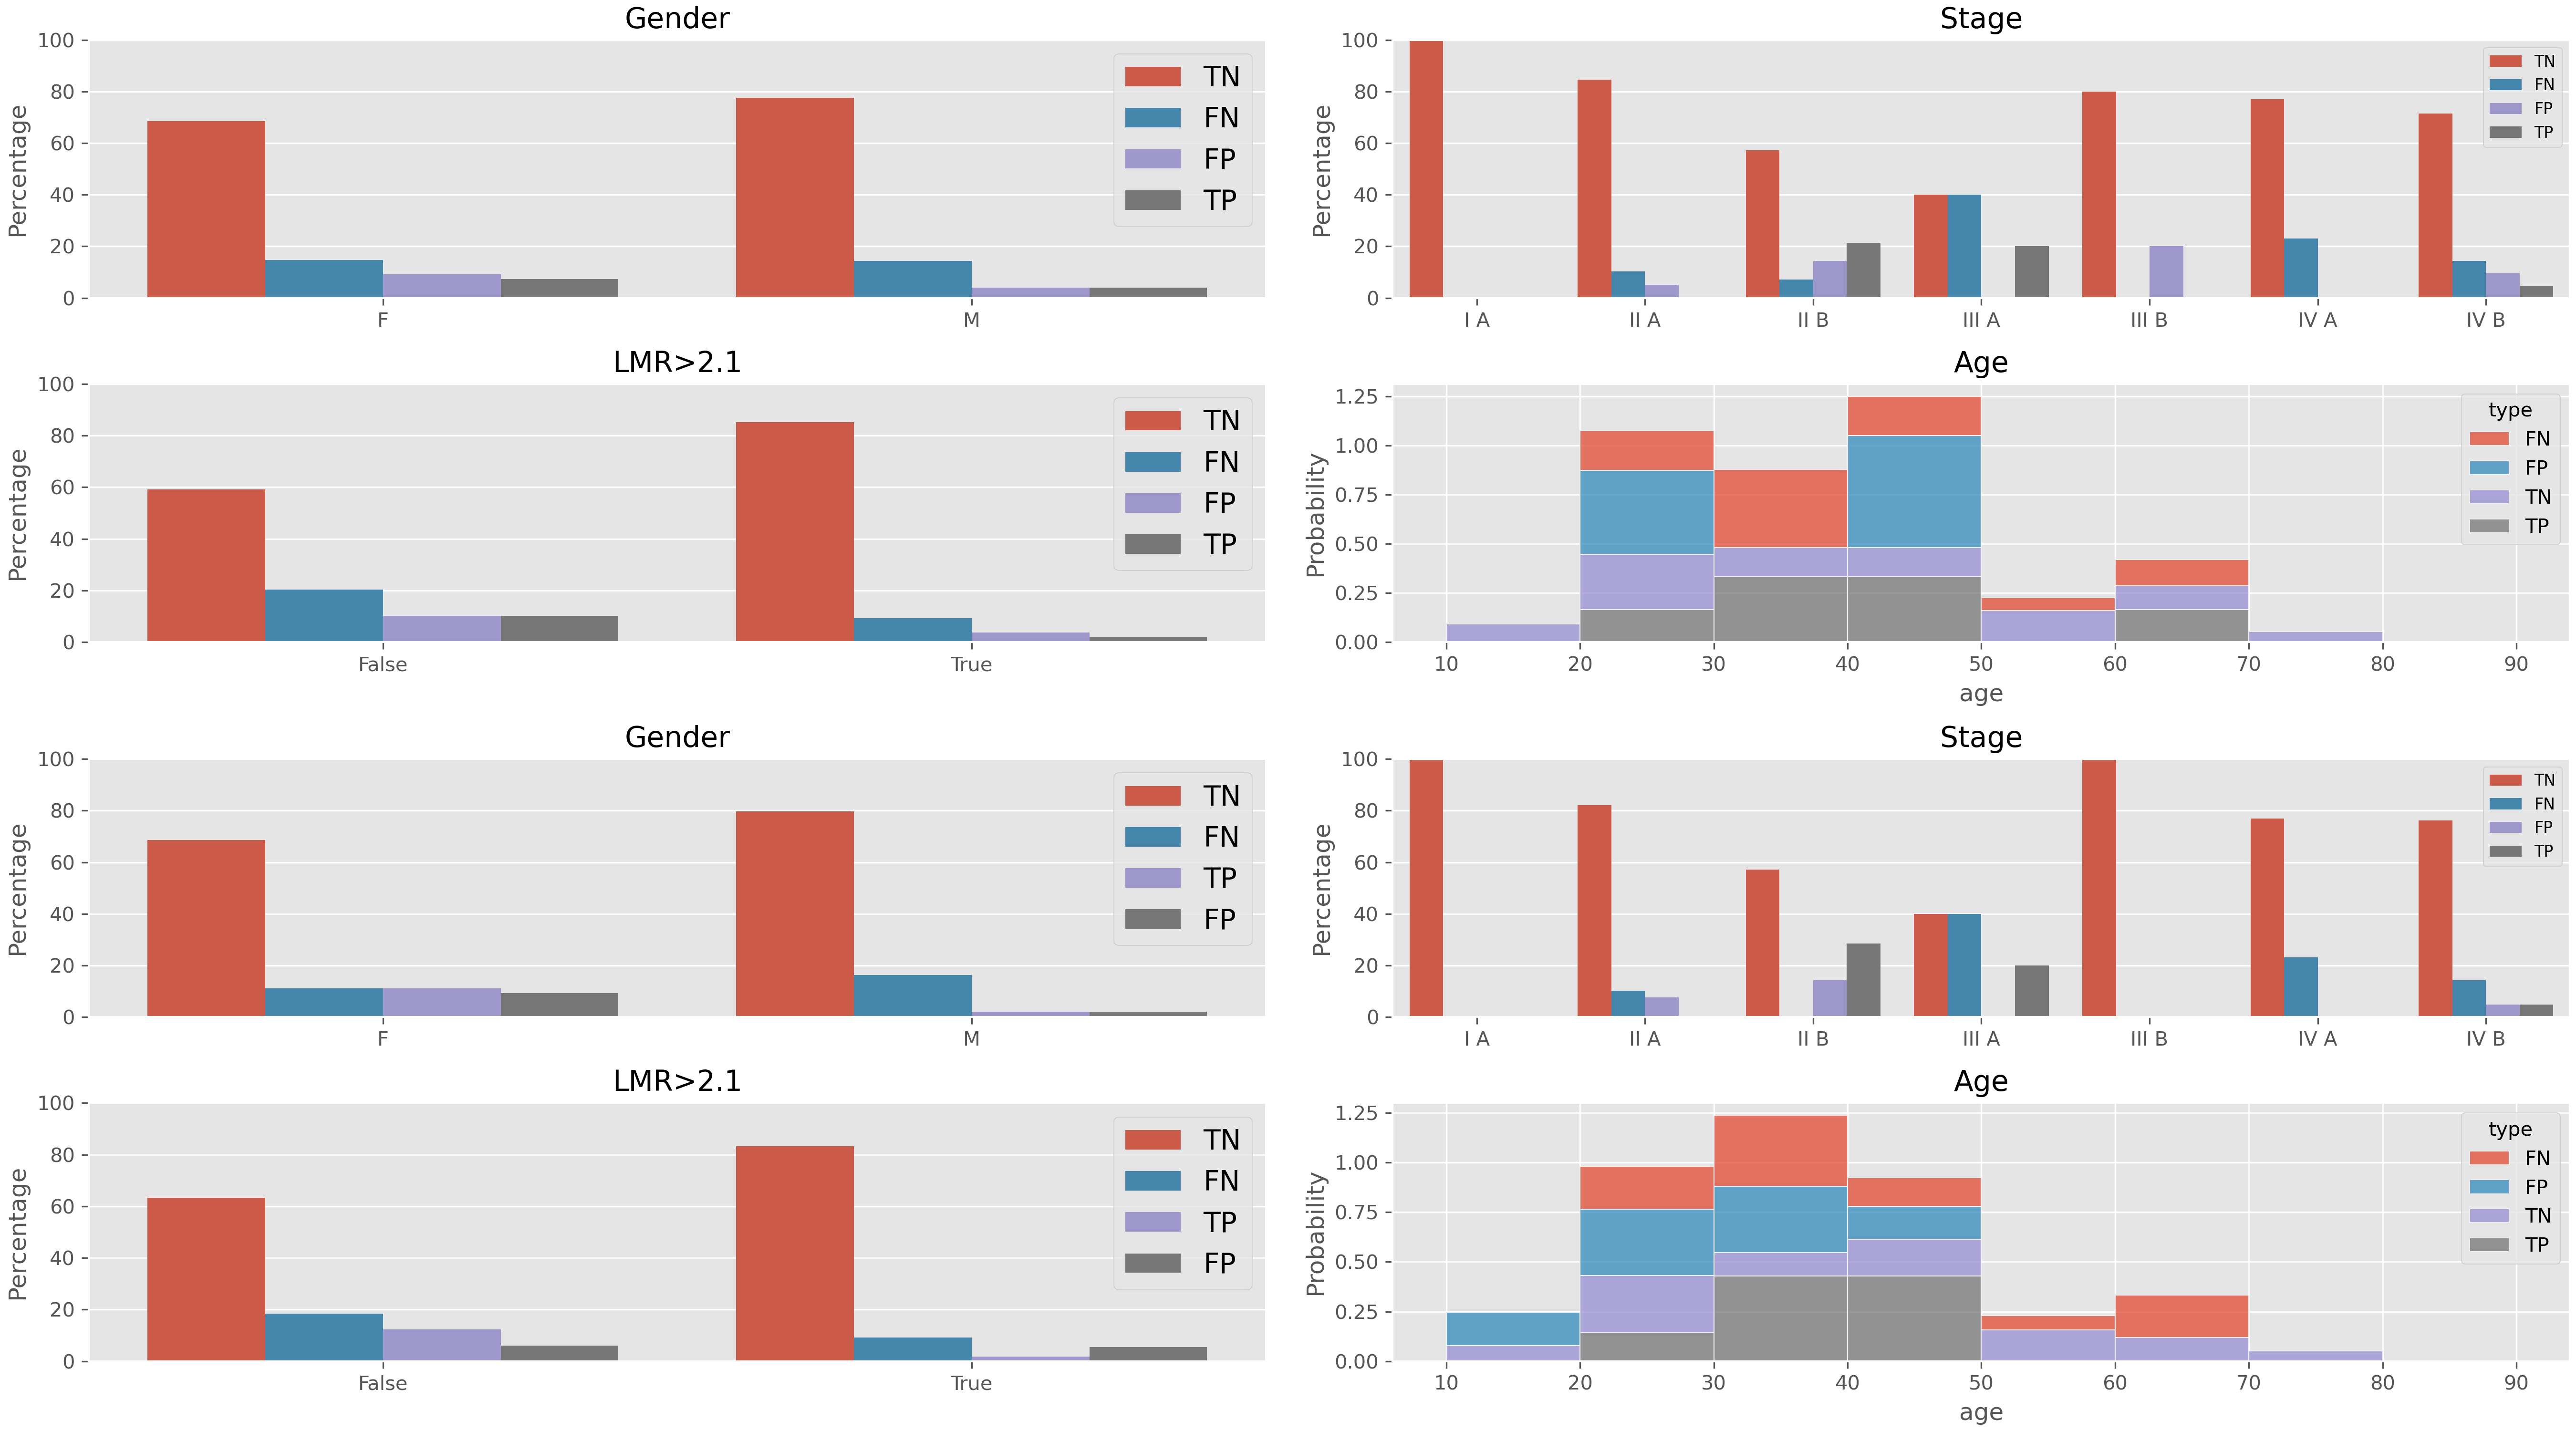 Gender
Percentage
100
80
60
40
20
0
F
M
TN
FN
FP
TP
Stage
Percentage
100
80
60
40
20
0
I A
II A
II B
III A
III B
IV A
IV B
TN
FN
FP
TP
LMR>2.1
Percentage
100
80
60
40
20
0
False
True
TN
FN
FP
TP
Age
Probability
1.25
1.00
0.75
0.50
0.25
0.00
10
20
30
40
50
60
70
80
90
age
type
FN
FP
TN
TP
Gender
Percentage
100
80
60
40
20
0
F
M
TN
FN
TP
FP
Stage
Percentage
100
80
60
40
20
0
I A
II A
II B
III A
III B
IV A
IV B
TN
FN
FP
TP
LMR>2.1
Percentage
100
80
60
40
20
0
False
True
TN
FN
TP
FP
Age
Probability
1.25
1.00
0.75
0.50
0.25
0.00
10
20
30
40
50
60
70
80
90
age
type
FN
FP
TN
TP